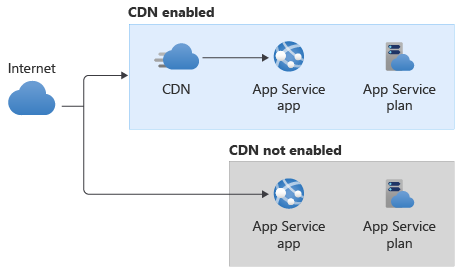 CDN enabled
Internet
CDN
App Service
app
App Service
plan
CDN not enabled
App Service
app
App Service
plan